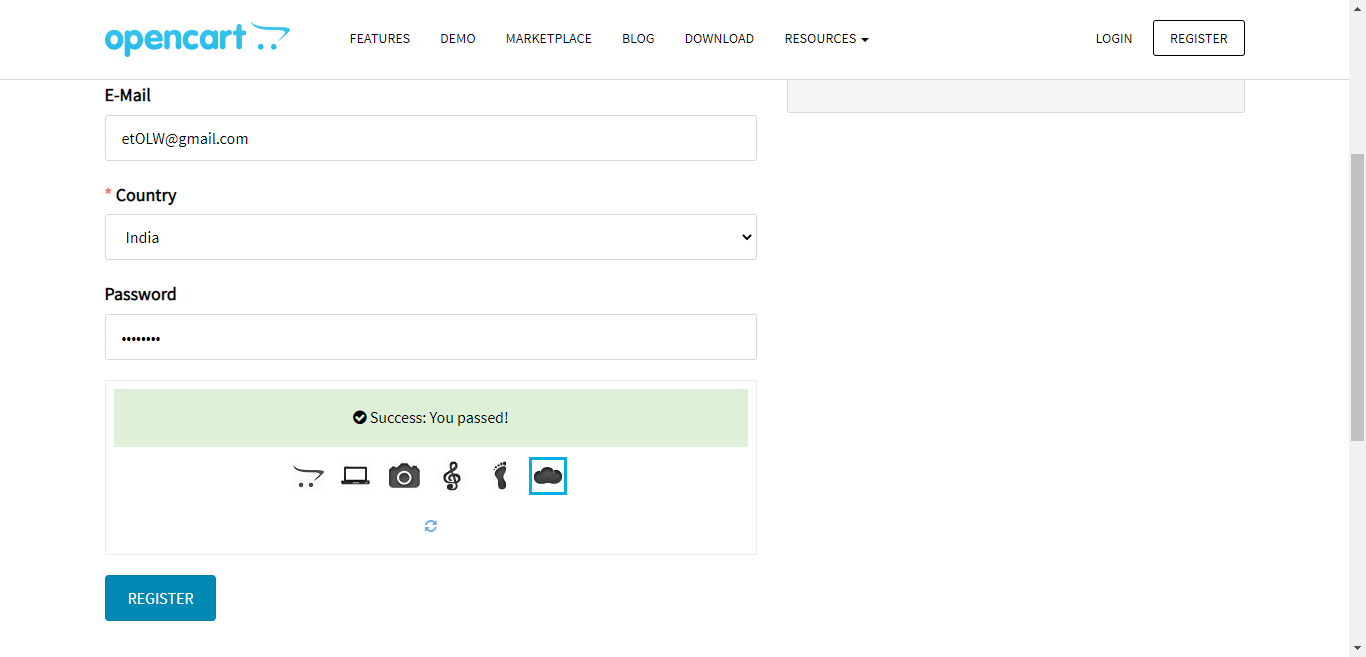 opencart
FEATURES DEMO MARKETPLACE BLOG DOWNLOAD RESOURCES LOGIN REGISTER
E-Mail
etOLW@gmail.com
* Country
India
Password
••••••••
Success: You passed!
REGISTER